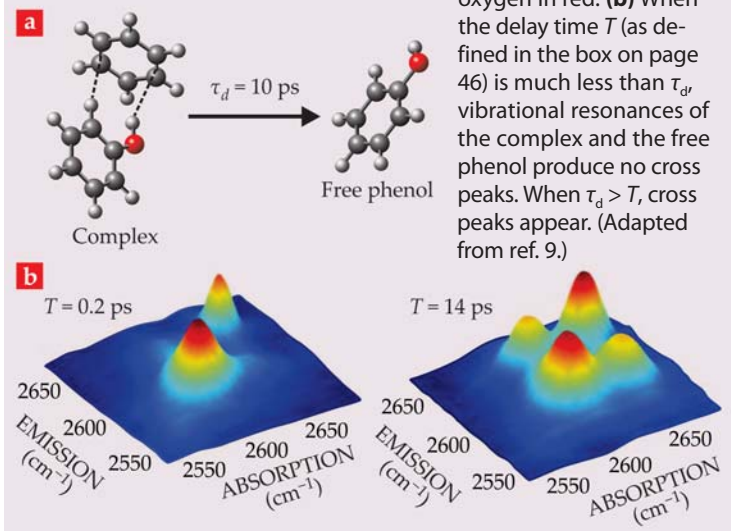 a
τd = 10 ps
Complex
Free phenol
oxygen in red. (b) When
the delay time T (as de-
fined in the box on page
46) is much less than τd,
vibrational resonances of
the complex and the free
phenol produce no cross
peaks. When τd > T, cross
peaks appear. (Adapted
from ref. 9.)
b
T = 0.2 ps
2650
2600
2550
EMISSION
(cm⁻¹)
2550
2600
2650
ABSORPTION
(cm⁻¹)
T = 14 ps
2650
2600
2550
EMISSION
(cm⁻¹)
2550
2600
2650
ABSORPTION
(cm⁻¹)